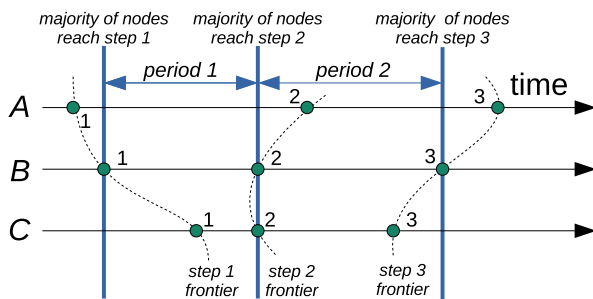 majority of nodes
reach step 1
majority of nodes
reach step 2
majority of nodes
reach step 3
period 1
period 2
time
A
1
2
3
B
1
2
3
C
1
2
3
step 1
frontier
step 2
frontier
step 3
frontier